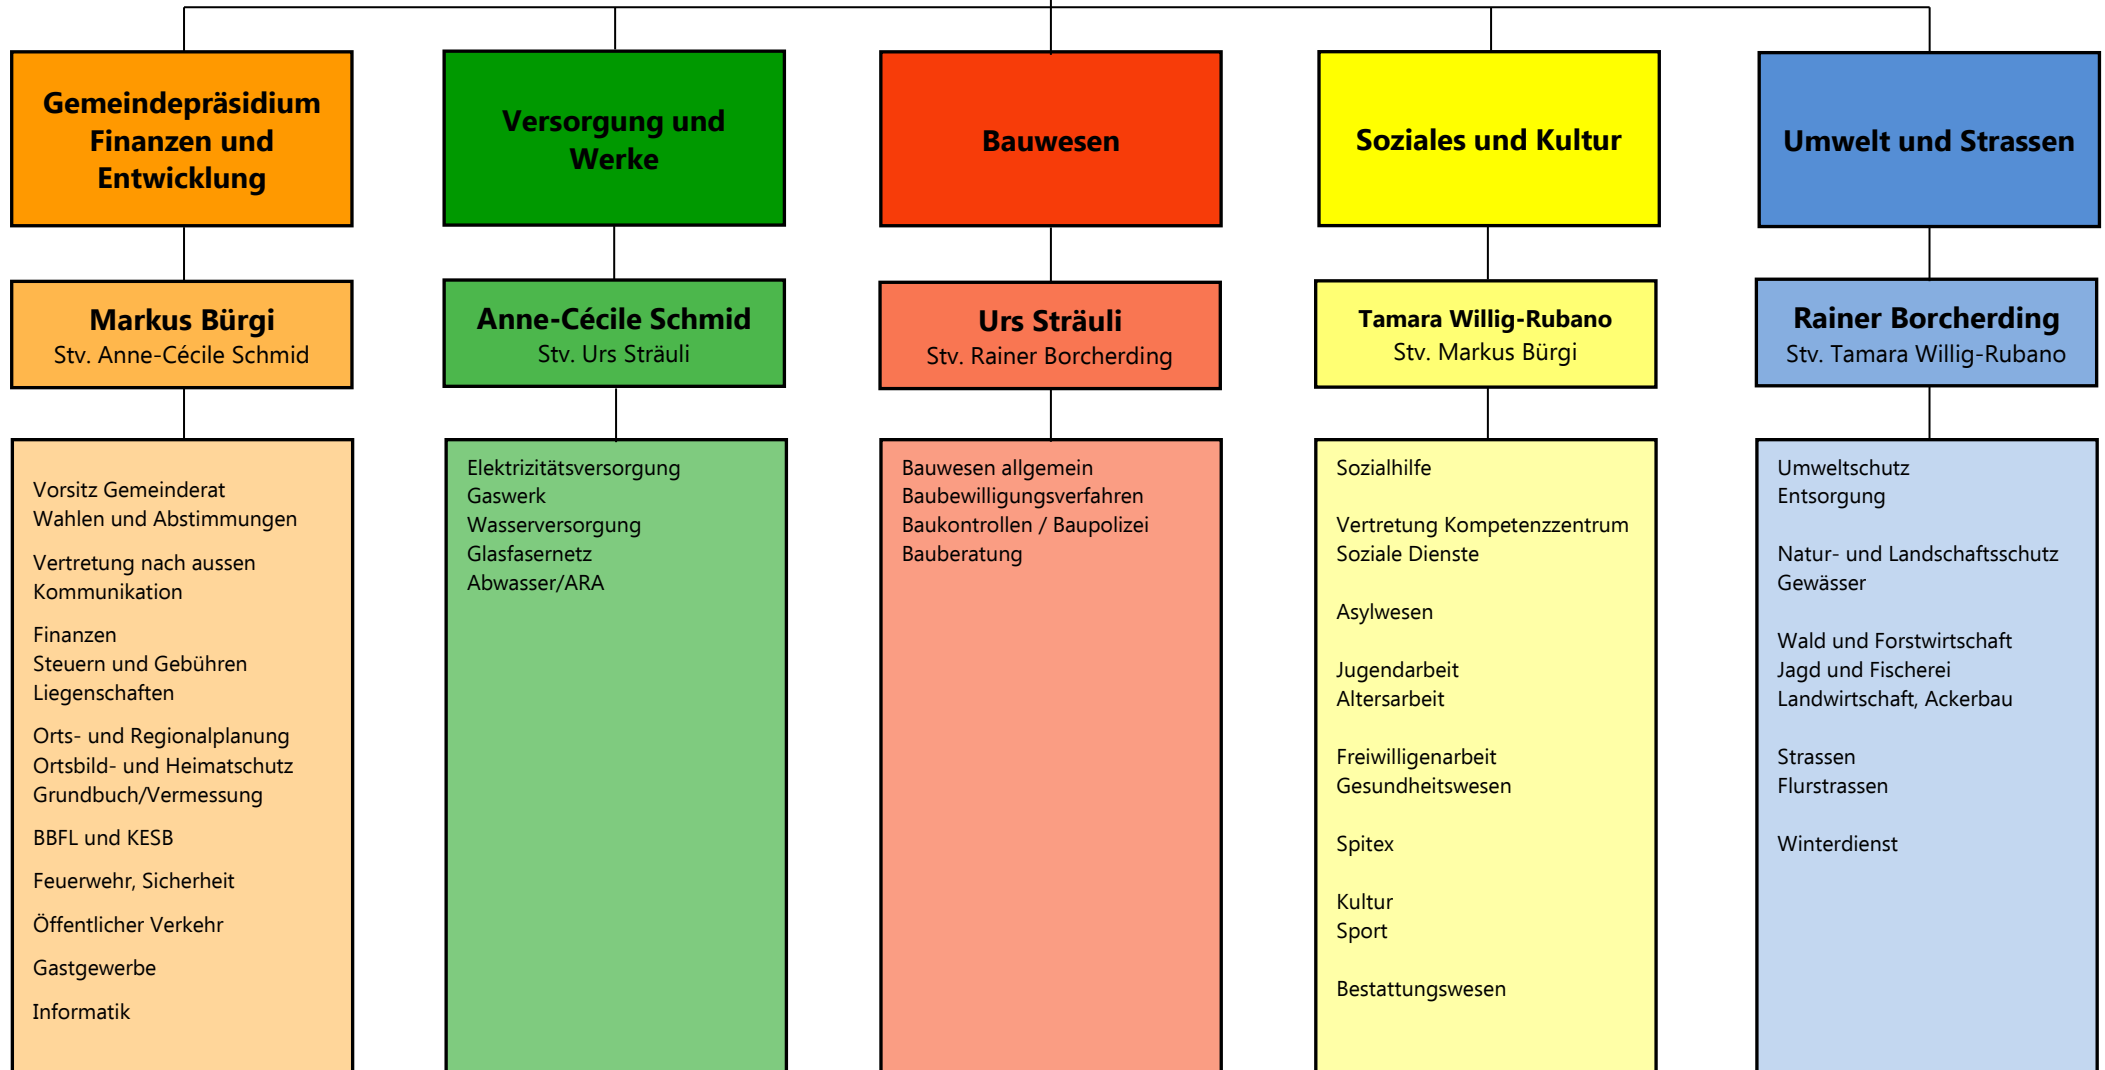 Gemeindepräsidium
Finanzen und
Entwicklung
Markus Bürgi
Stv. Anne-Cécile Schmid
Vorsitz Gemeinderat
Wahlen und Abstimmungen
Vertretung nach aussen
Kommunikation
Finanzen
Steuern und Gebühren
Liegenschaften
Orts- und Regionalplanung
Ortsbild- und Heimatschutz
Grundbuch/Vermessung
BBFL und KESB
Feuerwehr, Sicherheit
Öffentlicher Verkehr
Gastgewerbe
Informatik
Versorgung und
Werke
Anne-Cécile Schmid
Stv. Urs Sträuli
Elektrizitätsversorgung
Gaswerk
Wasserversorgung
Glasfasernetz
Abwasser/ARA
Bauwesen
Urs Sträuli
Stv. Rainer Borcherding
Bauwesen allgemein
Baubewilligungsverfahren
Baukontrollen / Baupolizei
Bauberatung
Soziales und Kultur
Tamara Willig-Rubano
Stv. Markus Bürgi
Sozialhilfe
Vertretung Kompetenzzentrum
Soziale Dienste
Asylwesen
Jugendarbeit
Altersarbeit
Freiwilligenarbeit
Gesundheitswesen
Spitex
Kultur
Sport
Bestattungswesen
Umwelt und Strassen
Rainer Borcherding
Stv. Tamara Willig-Rubano
Umweltschutz
Entsorgung
Natur- und Landschaftsschutz
Gewässer
Wald und Forstwirtschaft
Jagd und Fischerei
Landwirtschaft, Ackerbau
Strassen
Flurstrassen
Winterdienst